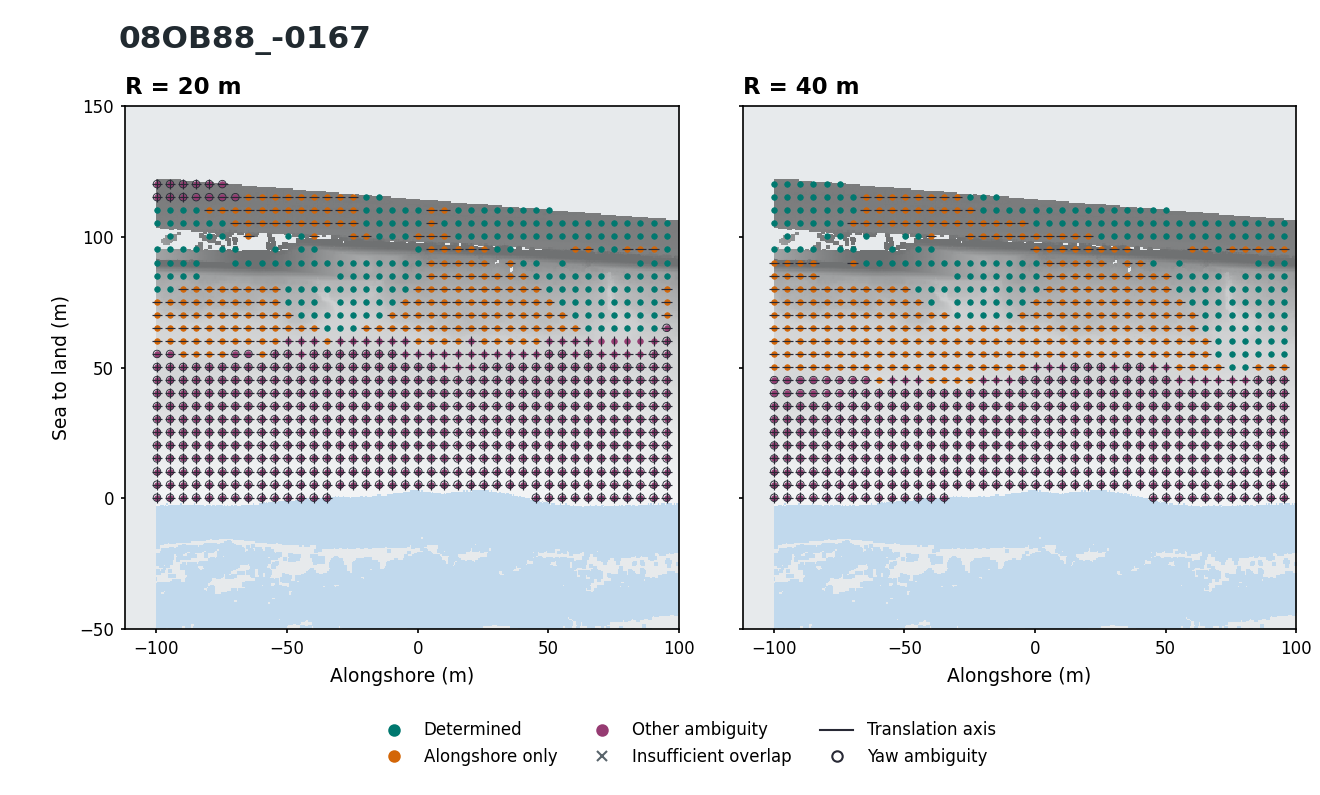 08OB88_-0167
R = 20 m
R = 40 m
150
100
50
0
−50
Sea to land (m)
−100
−50
0
50
100
−100
−50
0
50
100
Alongshore (m)
Alongshore (m)
Determined
Other ambiguity
Translation axis
Alongshore only
Insufficient overlap
Yaw ambiguity